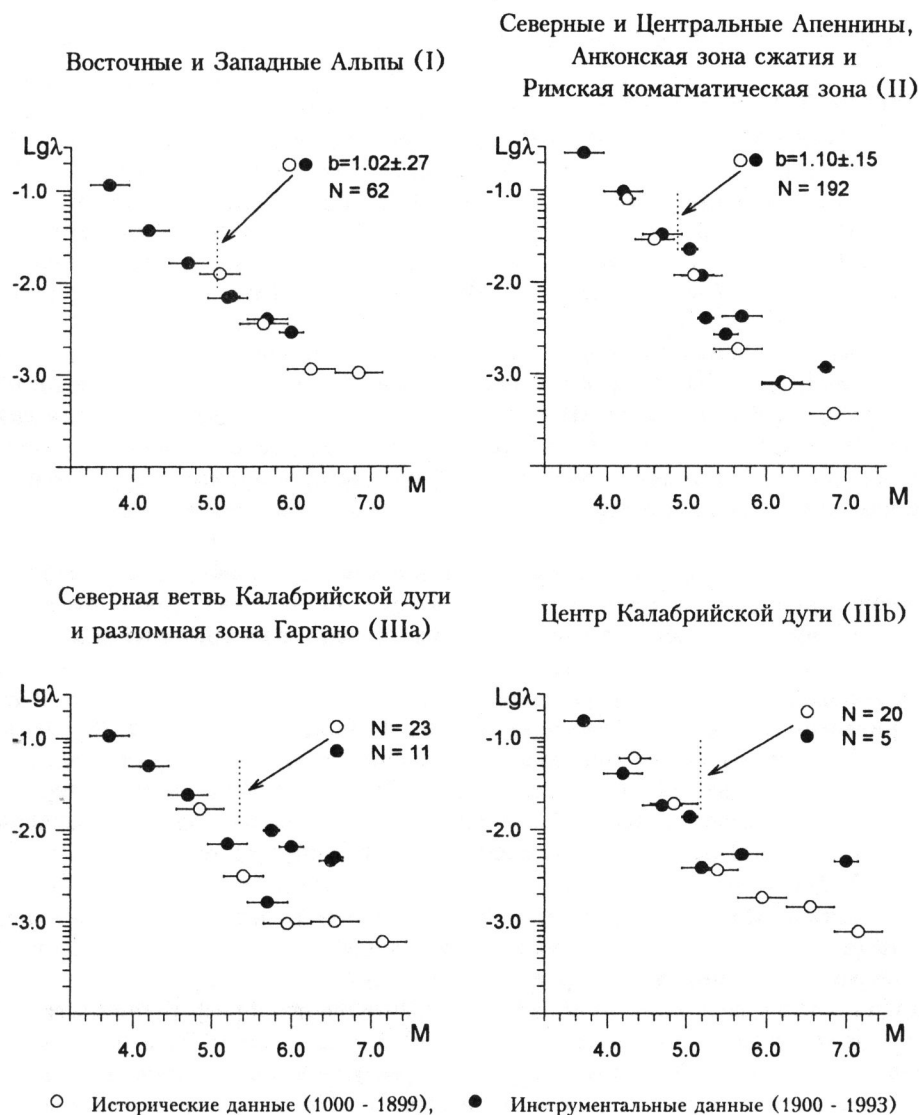 Восточные и Западные Альпы (I)
Северные и Центральные Апеннины,
Анконская зона сжатия и
Римская комагматическая зона (II)
Lgλ
b=1.02±.27
N = 62
-1.0
-2.0
-3.0
4.0 5.0 6.0 7.0
M
Lgλ
b=1.10±.15
N = 192
-1.0
-2.0
-3.0
4.0 5.0 6.0 7.0
M
Северная ветвь Калабрийской дуги
и разломная зона Гаргано (IIIa)
Центр Калабрийской дуги (IIIb)
Lgλ
N = 23
N = 11
-1.0
-2.0
-3.0
4.0 5.0 6.0 7.0
M
Lgλ
N = 20
N = 5
-1.0
-2.0
-3.0
4.0 5.0 6.0 7.0
M
Исторические данные (1000 - 1899), Инструментальные данные (1900 - 1993)